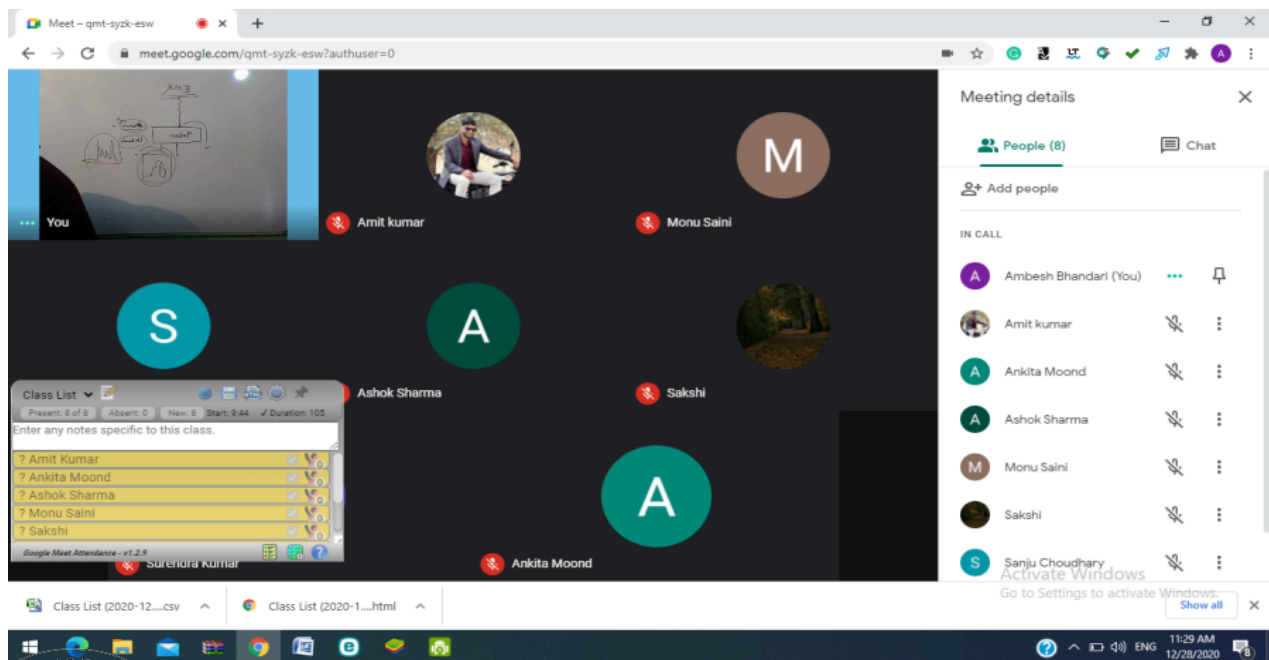 Meet – qmt-syzk-esw
meet.google.com/qmt-syzk-esw?authuser=0
You
Amit kumar
M
Monu Saini
S
A
Ashok Sharma
Sakshi
Surendra Kumar
A
Ankita Moond
Class List
Present: 8 of 8 Absent: 0 New: 8 Start: 9:44 ✓ Duration: 105
Enter any notes specific to this class.
? Amit Kumar
? Ankita Moond
? Ashok Sharma
? Monu Saini
? Sakshi
Google Meet Attendance - v1.2.9
Meeting details
People (8)
Chat
Add people
IN CALL
A Ambesh Bhandari (You)
Amit kumar
A Ankita Moond
A Ashok Sharma
M Monu Saini
Sakshi
S Sanju Choudhary
Activate Windows
Go to Settings to activate Windows.
Class List (2020-12....csv
Class List (2020-1....html
Show all
ENG
11:29 AM
12/28/2020